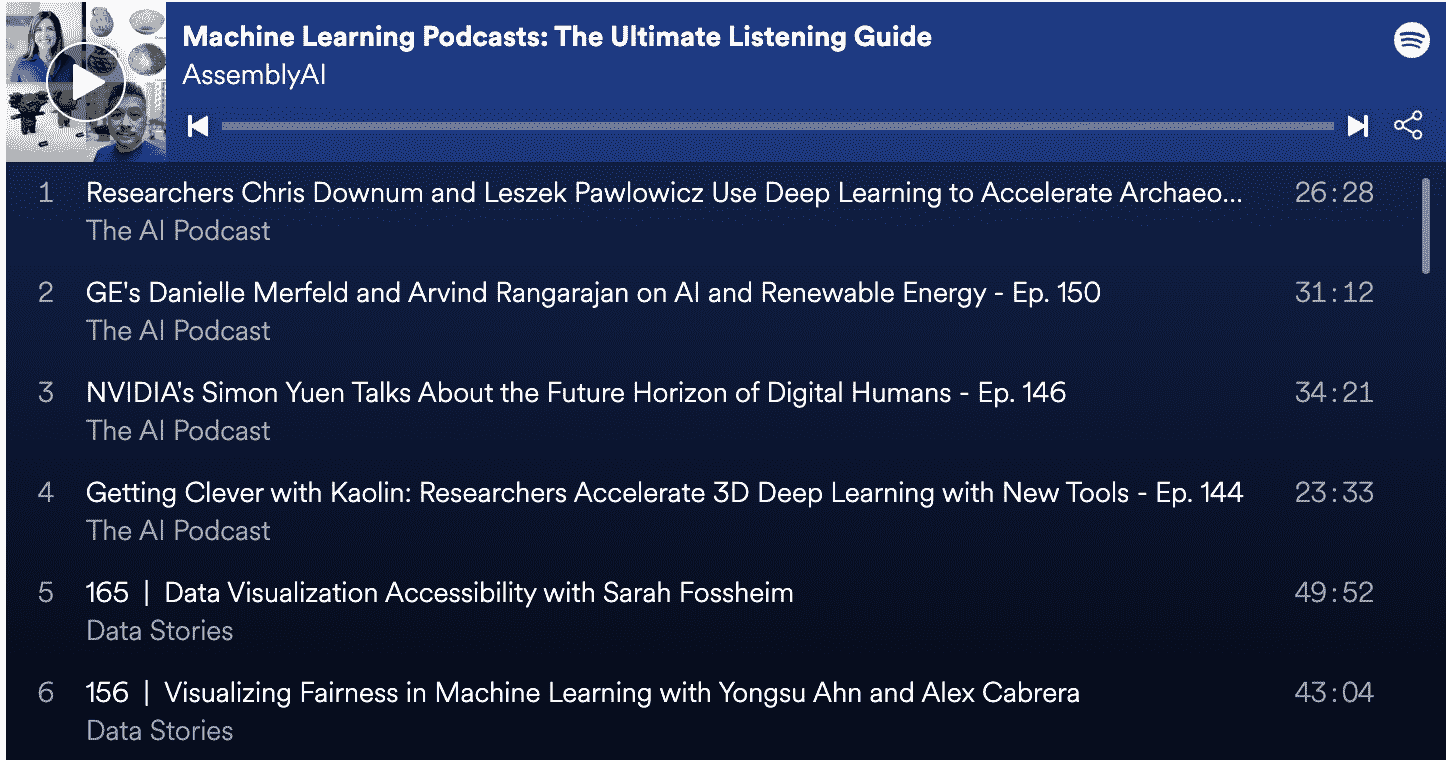 Machine Learning Podcasts: The Ultimate Listening Guide
AssemblyAI
1 Researchers Chris Downum and Leszek Pawlowicz Use Deep Learning to Accelerate Archaeo... 26:28
The AI Podcast
2 GE's Danielle Merfeld and Arvind Rangarajan on AI and Renewable Energy - Ep. 150 31:12
The AI Podcast
3 NVIDIA's Simon Yuen Talks About the Future Horizon of Digital Humans - Ep. 146 34:21
The AI Podcast
4 Getting Clever with Kaolin: Researchers Accelerate 3D Deep Learning with New Tools - Ep. 144 23:33
The AI Podcast
5 165 | Data Visualization Accessibility with Sarah Fossheim 49:52
Data Stories
6 156 | Visualizing Fairness in Machine Learning with Yongsu Ahn and Alex Cabrera 43:04
Data Stories